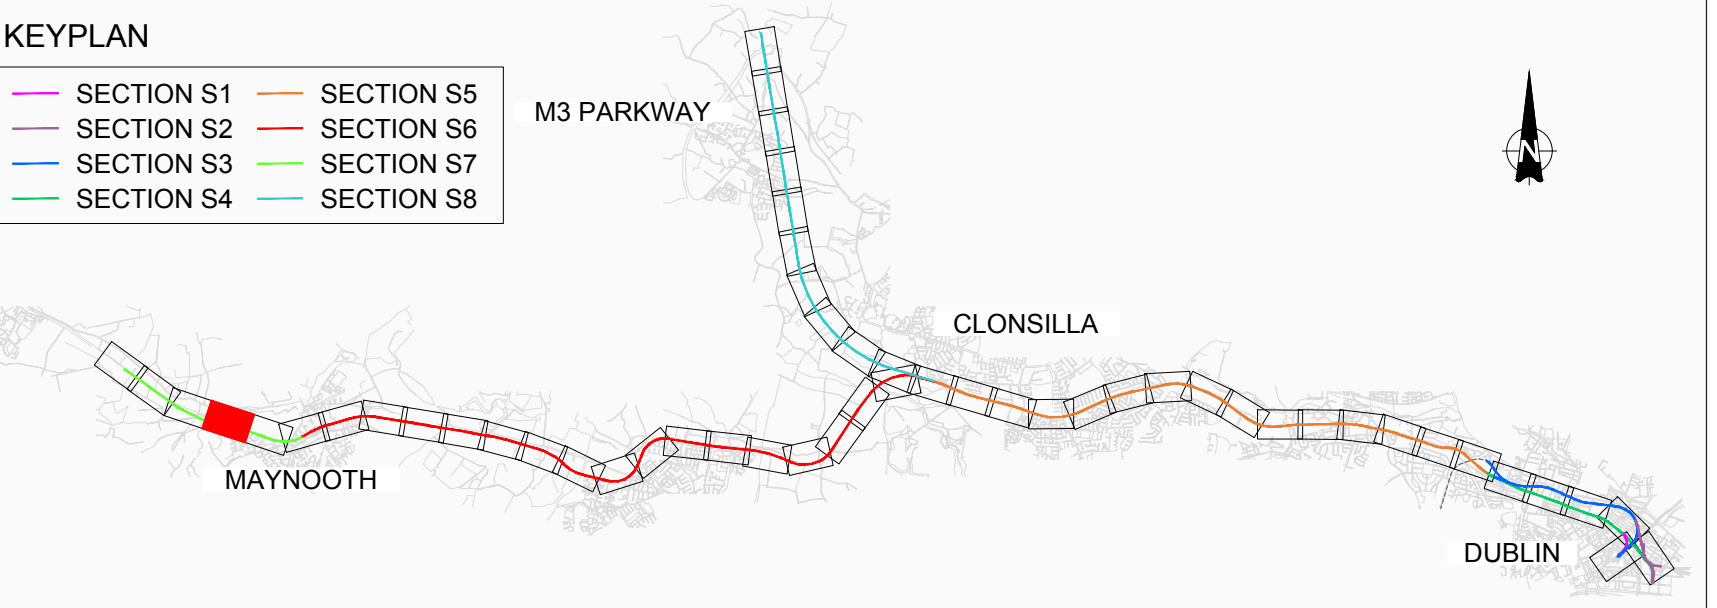 KEYPLAN
SECTION S1 SECTION S5
SECTION S2 SECTION S6
SECTION S3 SECTION S7
SECTION S4 SECTION S8
M3 PARKWAY
N
CLONSILLA
MAYNOOTH
DUBLIN